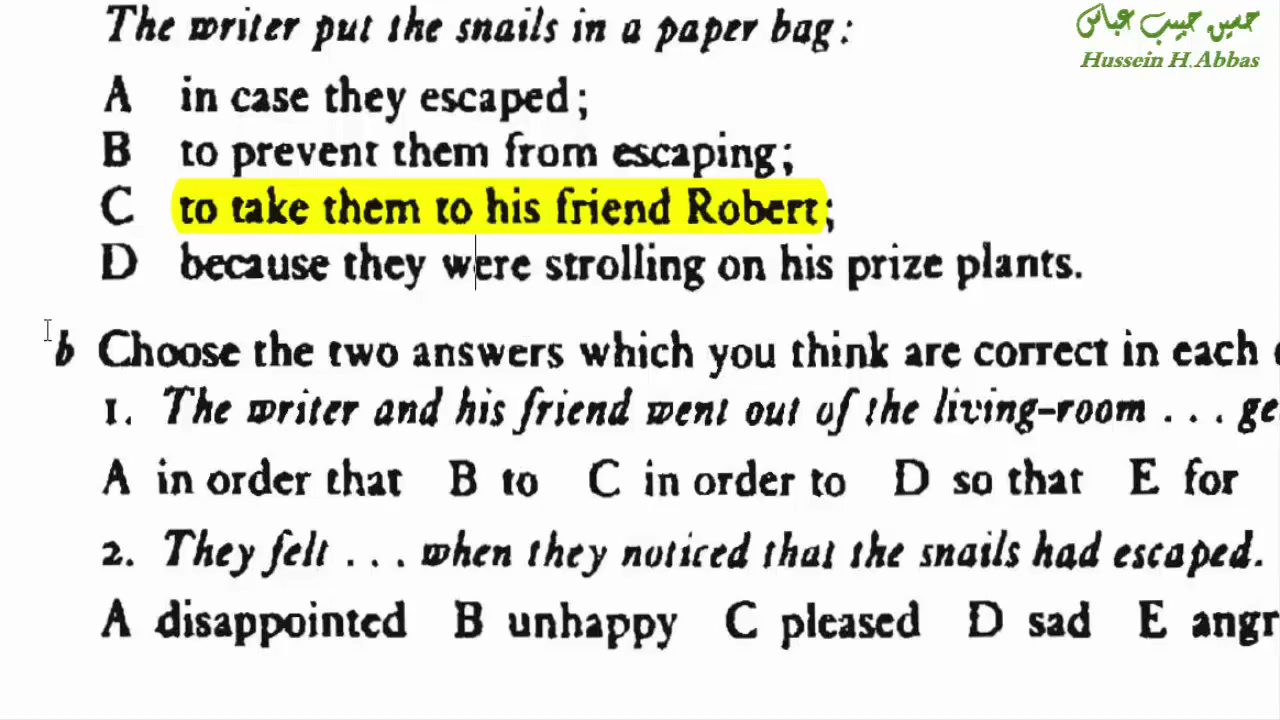 حسين حبيب عباس
Hussein H.Abbas
The writer put the snails in a paper bag:
A in case they escaped;
B to prevent them from escaping;
C to take them to his friend Robert;
D because they were strolling on his prize plants.
b Choose the two answers which you think are correct in each
1. The writer and his friend went out of the living-room . . . ge
A in order that B to C in order to D so that E for
2. They felt . . . when they noticed that the snails had escaped.
A disappointed B unhappy C pleased D sad E angr